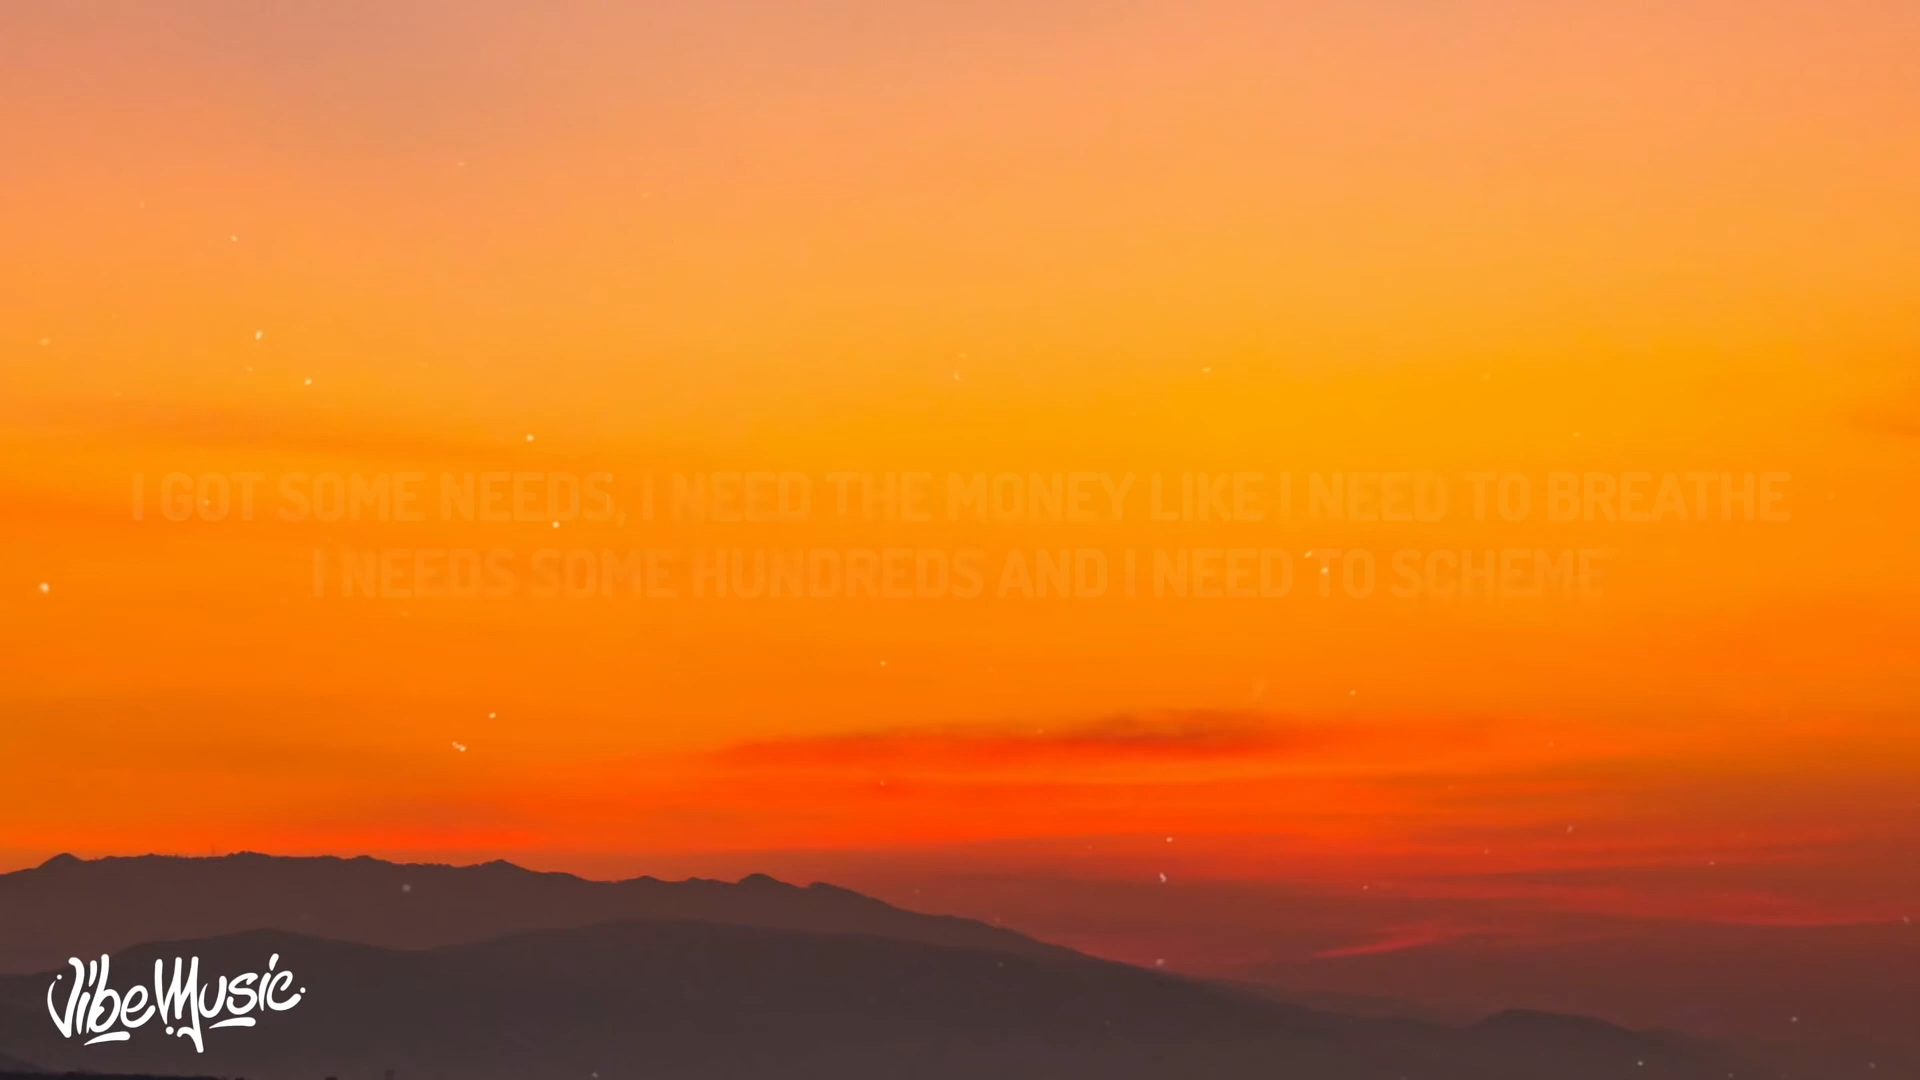 I GOT SOME NEEDS, I NEED THE MONEY LIKE I NEED TO BREATHE
I NEEDS SOME HUNDREDS AND I NEED TO SCHEME
VibeMusic